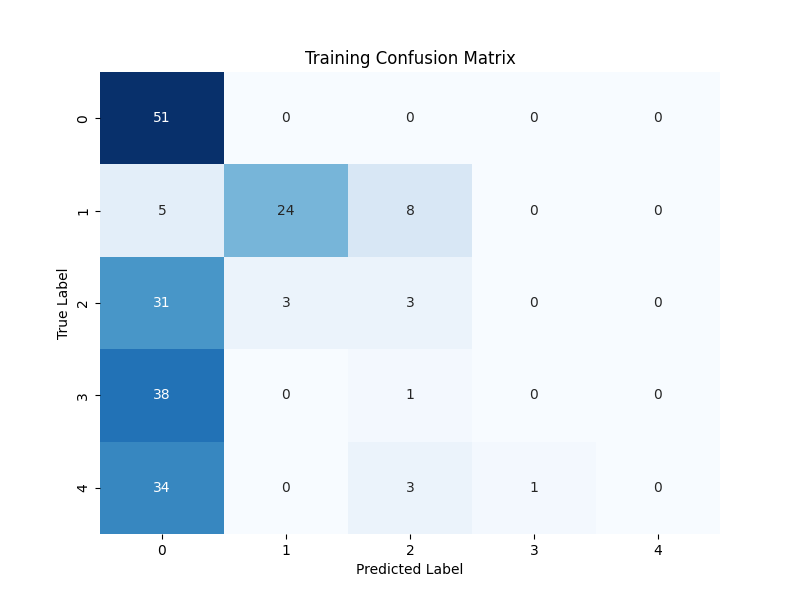 Training Confusion Matrix
0 51 0 0 0 0
1 5 24 8 0 0
2 31 3 3 0 0
3 38 0 1 0 0
4 34 0 3 1 0
0 1 2 3 4
True Label
Predicted Label